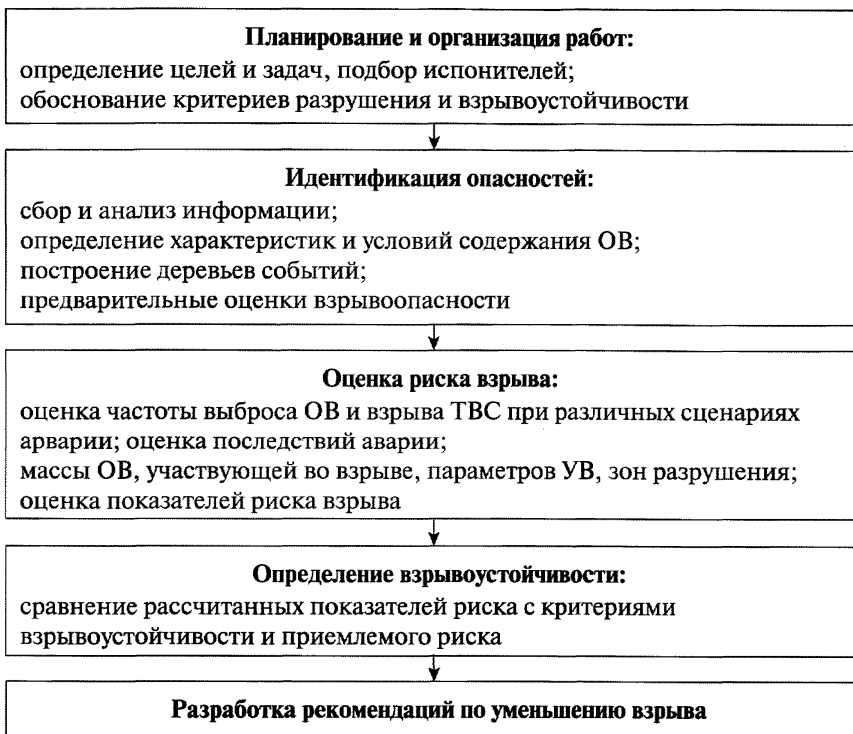 Планирование и организация работ:
определение целей и задач, подбор испонителей;
обоснование критериев разрушения и взрывоустойчивости
Идентификация опасностей:
сбор и анализ информации;
определение характеристик и условий содержания ОВ;
построение деревьев событий;
предварительные оценки взрывоопасности
Оценка риска взрыва:
оценка частоты выброса ОВ и взрыва ТВС при различных сценариях
арварии; оценка последствий аварии;
массы ОВ, участвующей во взрыве, параметров УВ, зон разрушения;
оценка показателей риска взрыва
Определение взрывоустойчивости:
сравнение рассчитанных показателей риска с критериями
взрывоустойчивости и приемлемого риска
Разработка рекомендаций по уменьшению взрыва